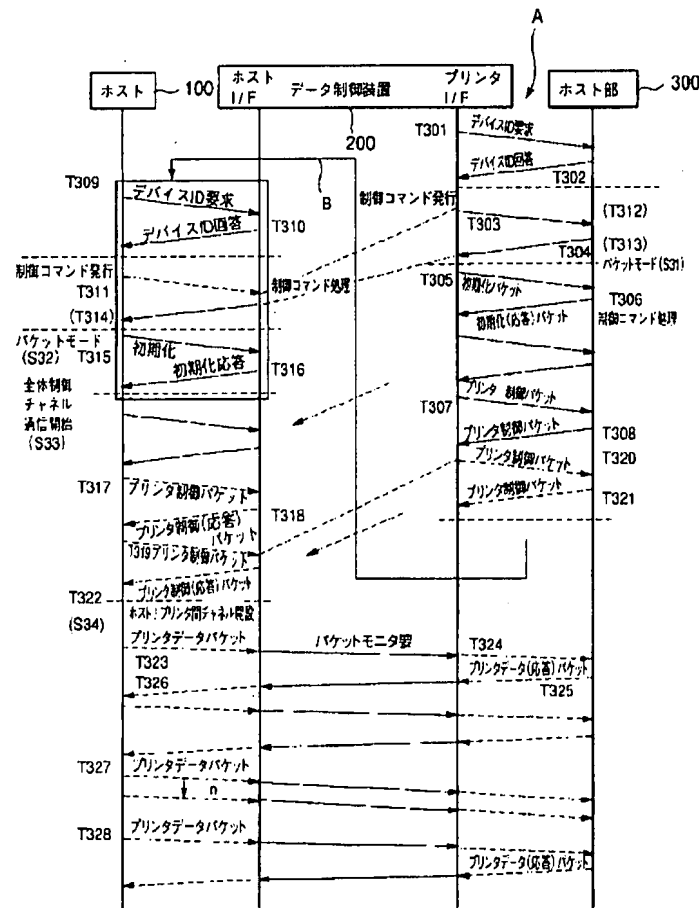 A
ホスト
100
ホスト
I/F
データ制御装置
プリンタ
I/F
ホスト部
300
200
T301
デバイスID要求
デバイスID回答
T302
T309
デバイスID要求
B
制御コマンド発行
デバイスID回答
T310
T303
(T312)
(T313)
T304
制御コマンド発行
T311
制御コマンド処理
T305
パケットモード(S31)
初期化パケット
T306
(T314)
初期化(応答)パケット
制御コマンド処理
パケットモード
(S32)
T315
初期化
初期化応答
T316
全体制御
チャネル
通信開始
(S33)
T307
プリンタ 制御パケット
プリンタ制御パケット
T308
プリンタ制御パケット
T320
T317
プリンタ制御パケット
プリンタ制御パケット
T321
T318
プリンタ制御(応答)
パケット
T319プリンタ制御パケット
プリンタ制御(応答)パケット
T322
ホスト:プリンタ間チャネル開設
(S34)
プリンタデータパケット
パケットモニタ要
T324
T323
プリンタデータ(応答)パケット
T326
T325
T327
プリンタデータパケット
n
T328
プリンタデータパケット
プリンタデータ(応答)パケット